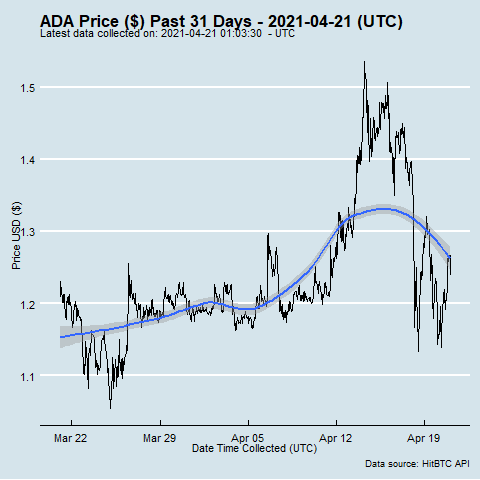 ADA Price ($) Past 31 Days - 2021-04-21 (UTC)
Latest data collected on: 2021-04-21 01:03:30 - UTC
1.5
1.4
1.3
1.2
1.1
Price USD ($)
Mar 22 Mar 29 Apr 05 Apr 12 Apr 19
Date Time Collected (UTC)
Data source: HitBTC API